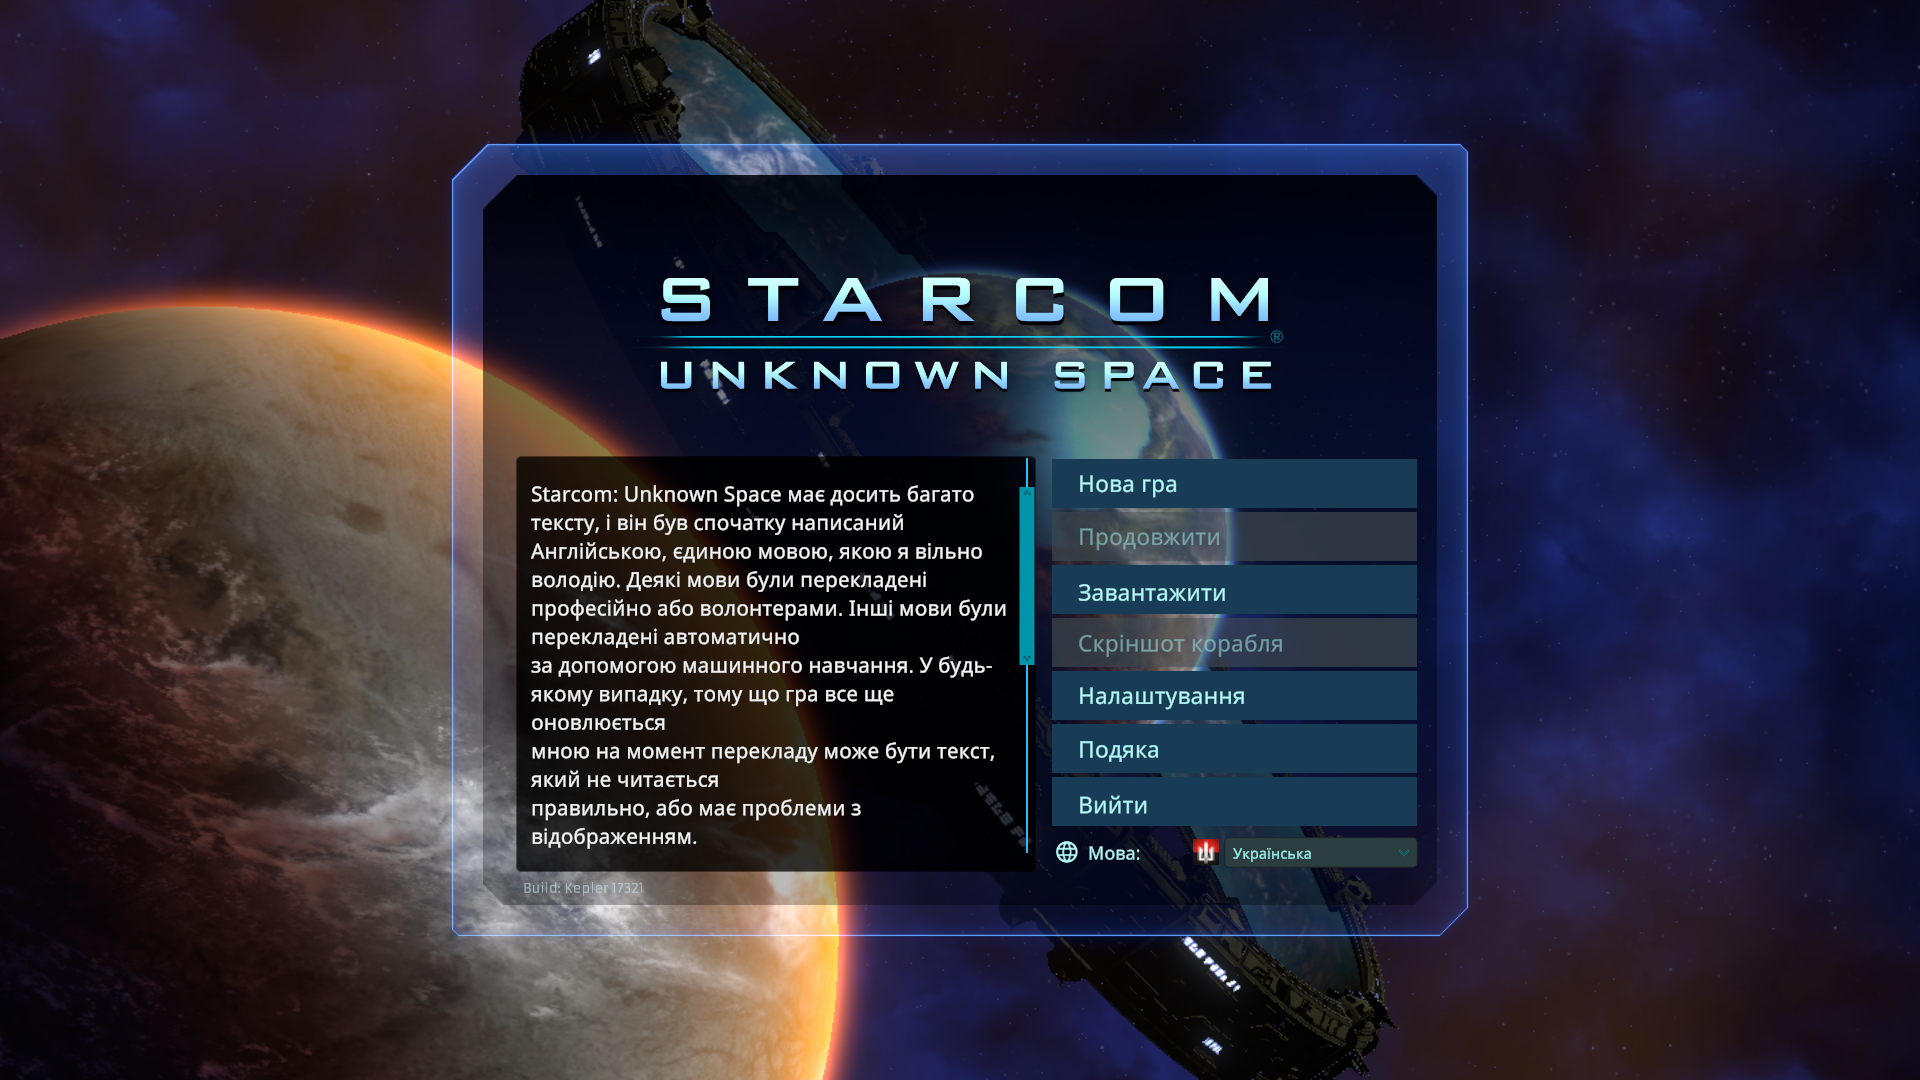 STARCOM
®
UNKNOWN SPACE
Starcom: Unknown Space має досить багато
тексту, і він був спочатку написаний
Англійською, єдиною мовою, якою я вільно
володію. Деякі мови були перекладені
професійно або волонтерами. Інші мови були
перекладені автоматично
за допомогою машинного навчання. У будь-
якому випадку, тому що гра все ще
оновлюється
мною на момент перекладу може бути текст,
який не читається
правильно, або має проблеми з
відображенням.
Нова гра
Продовжити
Завантажити
Скріншот корабля
Налаштування
Подяка
Вийти
Мова:
Українська
Build: Kepler 17321